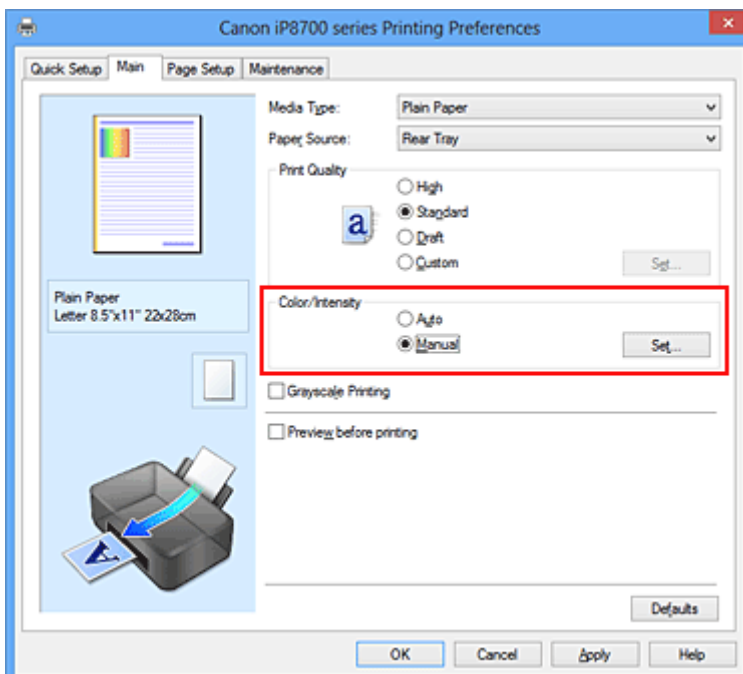 Canon iP8700 series Printing Preferences
Quick Setup Main Page Setup Maintenance
Media Type: Plain Paper
Paper Source: Rear Tray
Print Quality
High
a Standard
Draft
Custom Set...
Plain Paper
Letter 8.5"x11" 22x28cm
Color/Intensity
Auto
Manual Set...
Grayscale Printing
Preview before printing
A
Defaults
OK Cancel Apply Help